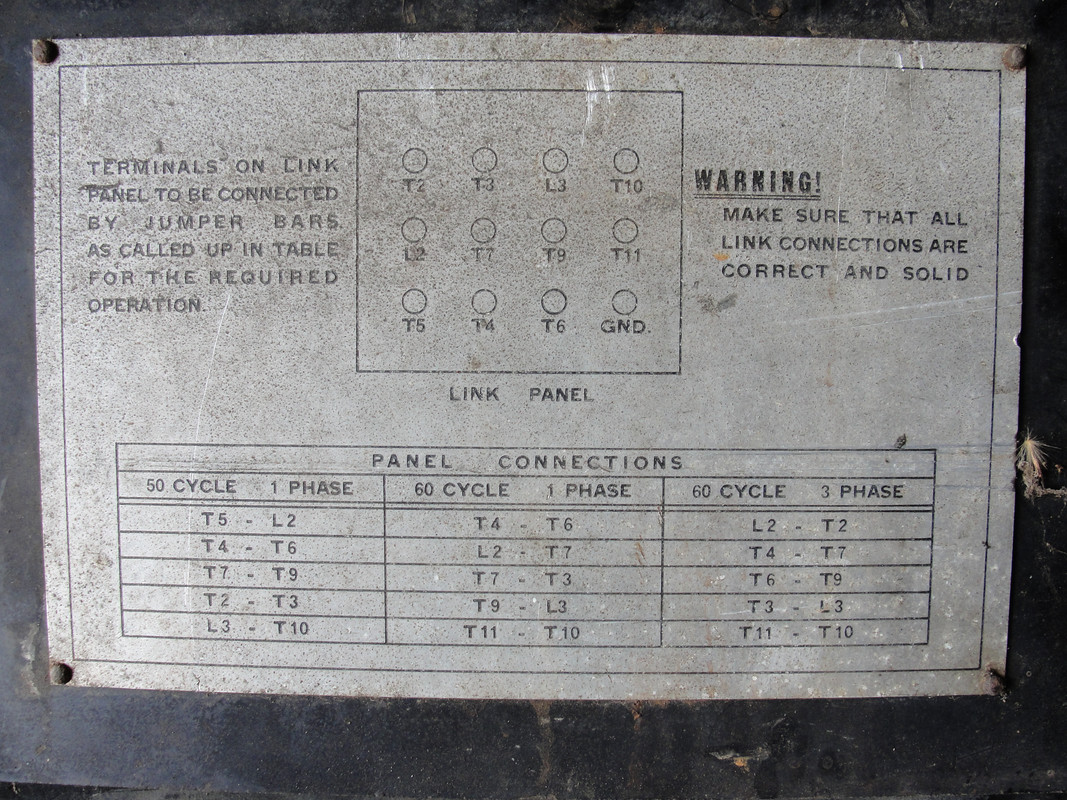 TERMINALS ON LINK
PANEL TO BE CONNECTED
BY JUMPER BARS
AS CALLED UP IN TABLE
FOR THE REQUIRED
OPERATION.
T2 T3 L3 T10
L2 T7 T9 T11
T5 T4 T6 GND.
LINK PANEL
WARNING!
MAKE SURE THAT ALL
LINK CONNECTIONS ARE
CORRECT AND SOLID
PANEL CONNECTIONS
50 CYCLE 1 PHASE 60 CYCLE 1 PHASE 60 CYCLE 3 PHASE
T5 - L2 T4 - T6 L2 - T2
T4 - T6 L2 - T7 T4 - T7
T7 - T9 T7 - T3 T6 - T9
T2 - T3 T9 - L3 T3 - L3
L3 - T10 T11 - T10 T11 - T10